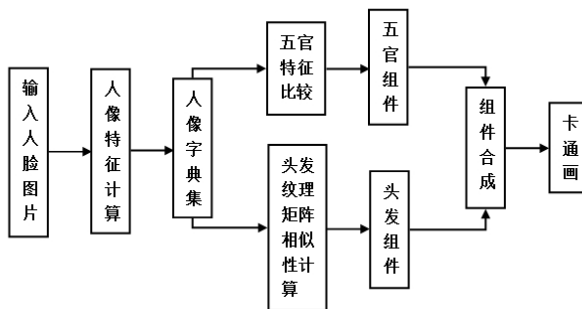 输入人脸图片
人像特征计算
人像字典集
五官
特征
比较
五官组件
头发
纹理
矩阵
相似
性计
算
头发组件
组件合成
卡通画